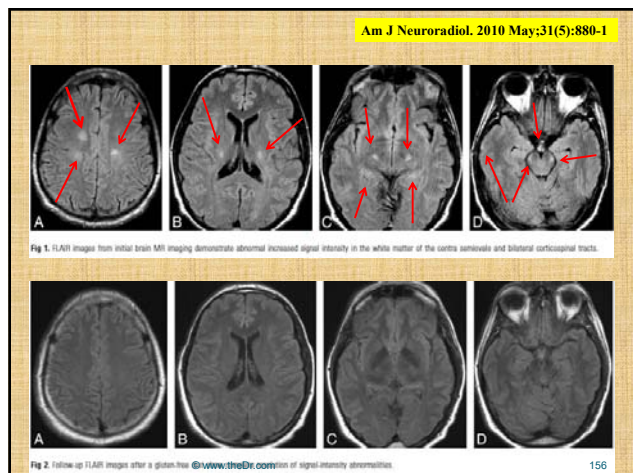 Am J Neuroradiol. 2010 May;31(5):880-1
A B C D
Fig 1. FLAIR images from initial brain MR imaging demonstrate abnormal increased signal intensity in the white matter of the centra semiovale and bilateral corticospinal tracts.
A B C D
Fig 2. Follow-up FLAIR images after a gluten-free © www.theDr.com of signal-intensity abnormalities.
156